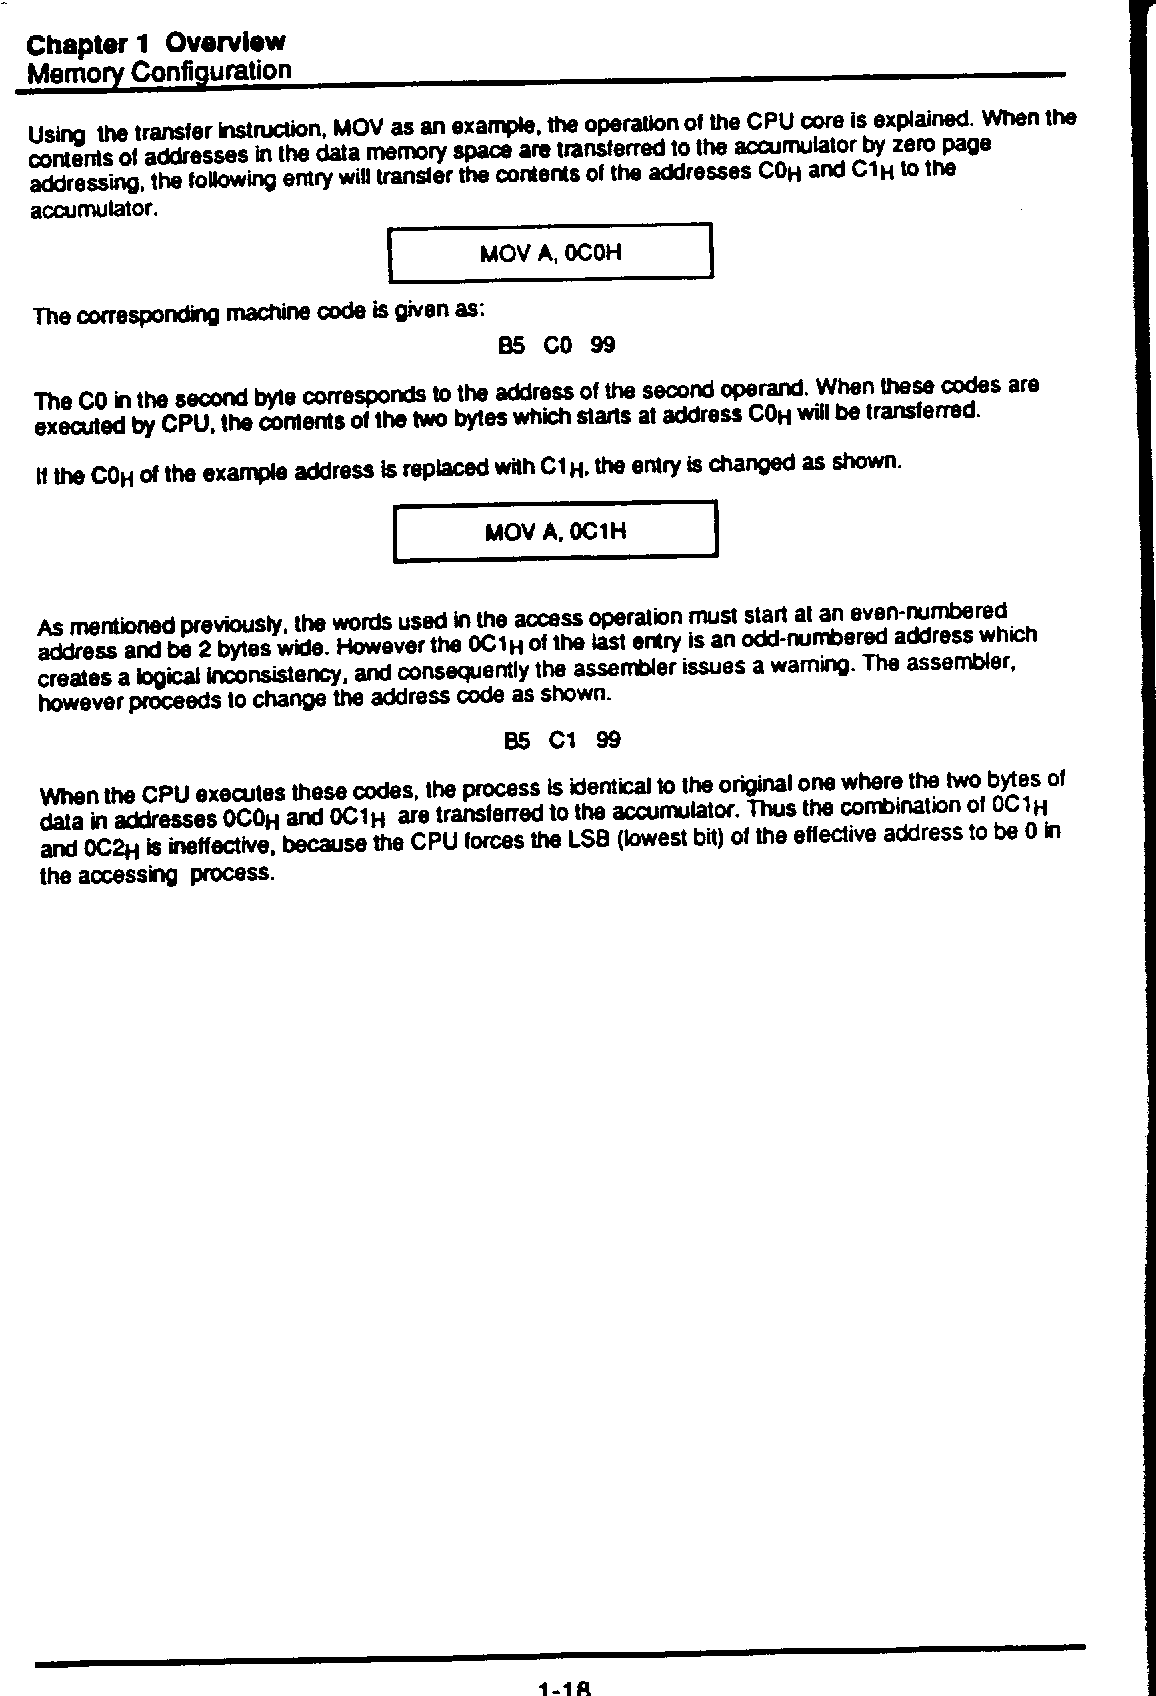 Chapter 1 Overview
Memory Configuration
Using the transfer instruction, MOV as an example, the operation of the CPU core is explained. When the
contents of addresses in the data memory space are transferred to the accumulator by zero page
addressing, the following entry will transfer the contents of the addresses C0H and C1H to the
accumulator.
MOV A, 0C0H
The corresponding machine code is given as:
B5 C0 99
The C0 in the second byte corresponds to the address of the second operand. When these codes are
executed by CPU, the contents of the two bytes which starts at address C0H will be transferred.
If the C0H of the example address is replaced with C1H, the entry is changed as shown.
MOV A, 0C1H
As mentioned previously, the words used in the access operation must start at an even-numbered
address and be 2 bytes wide. However the 0C1H of the last entry is an odd-numbered address which
creates a logical inconsistency, and consequently the assembler issues a warning. The assembler,
however proceeds to change the address code as shown.
B5 C1 99
When the CPU executes these codes, the process is identical to the original one where the two bytes of
data in addresses 0C0H and 0C1H are transferred to the accumulator. Thus the combination of 0C1H
and 0C2H is ineffective, because the CPU forces the LSB (lowest bit) of the effective address to be 0 in
the accessing process.
1-18